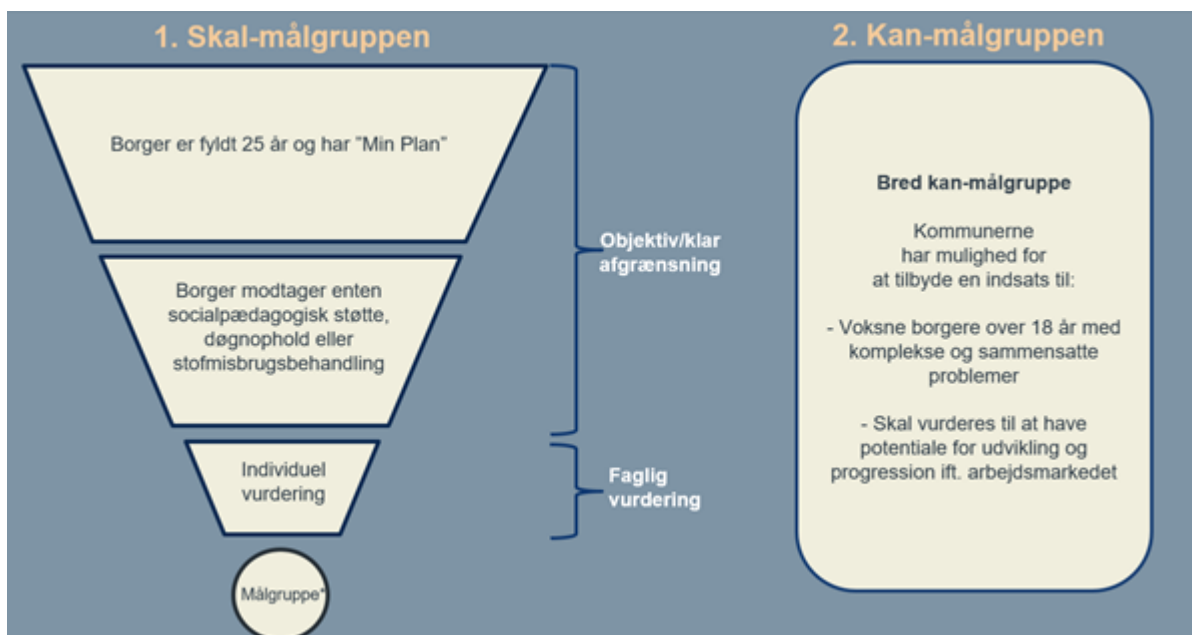 1. Skal-målgruppen
Borger er fyldt 25 år og har "Min Plan"
Borger modtager enten
socialpædagogisk støtte,
døgnophold eller
stofmisbrugsbehandling
Individuel
vurdering
Målgruppe*
Objektiv/klar
afgrænsning
Faglig
vurdering
2. Kan-målgruppen
Bred kan-målgruppe
Kommunerne
har mulighed for
at tilbyde en indsats til:
- Voksne borgere over 18 år med
komplekse og sammensatte
problemer
- Skal vurderes til at have
potentiale for udvikling og
progression ift. arbejdsmarkedet